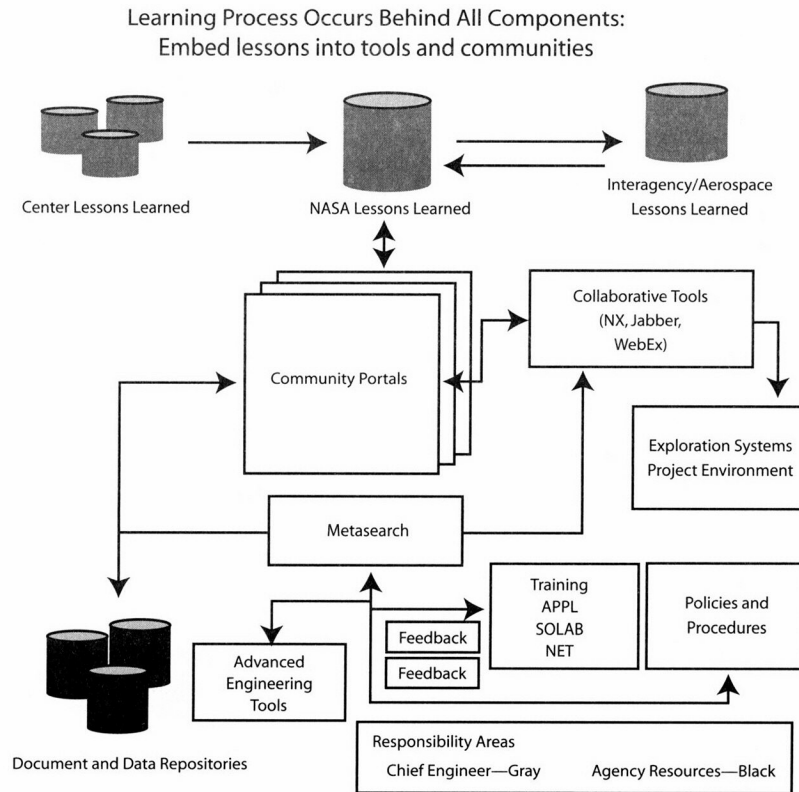 Learning Process Occurs Behind All Components:
Embed lessons into tools and communities
Center Lessons Learned
NASA Lessons Learned
Interagency/Aerospace
Lessons Learned
Collaborative Tools
(NX, Jabber,
WebEx)
Community Portals
Exploration Systems
Project Environment
Metasearch
Training
APPL
SOLAB
NET
Policies and
Procedures
Feedback
Feedback
Advanced
Engineering
Tools
Document and Data Repositories
Responsibility Areas
Chief Engineer—Gray
Agency Resources—Black